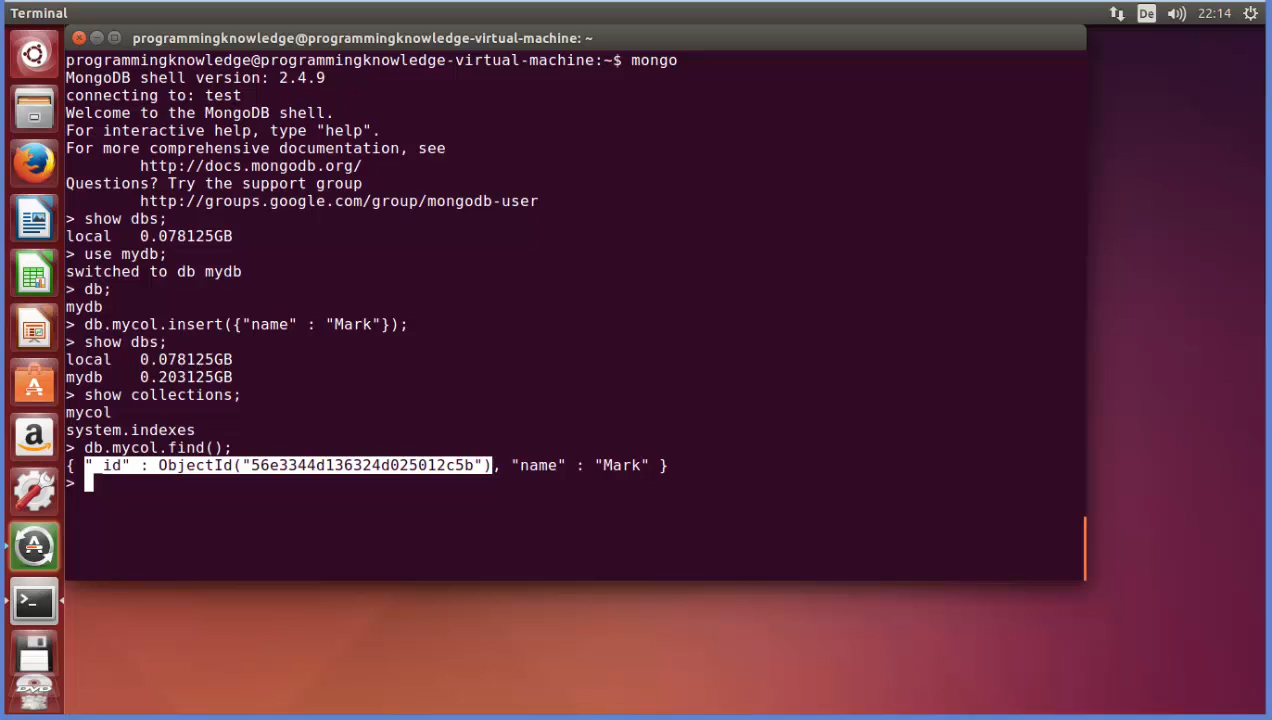 Terminal
De
22:14
programmingknowledge@programmingknowledge-virtual-machine: ~
programmingknowledge@programmingknowledge-virtual-machine:~$ mongo
MongoDB shell version: 2.4.9
connecting to: test
Welcome to the MongoDB shell.
For interactive help, type "help".
For more comprehensive documentation, see
http://docs.mongodb.org/
Questions? Try the support group
http://groups.google.com/group/mongodb-user
> show dbs;
local 0.078125GB
> use mydb;
switched to db mydb
> db;
mydb
> db.mycol.insert({"name" : "Mark"});
> show dbs;
local 0.078125GB
mydb 0.203125GB
> show collections;
mycol
system.indexes
> db.mycol.find();
{ "_id" : ObjectId("56e3344d136324d025012c5b"), "name" : "Mark" }
>
a
>_
DVD